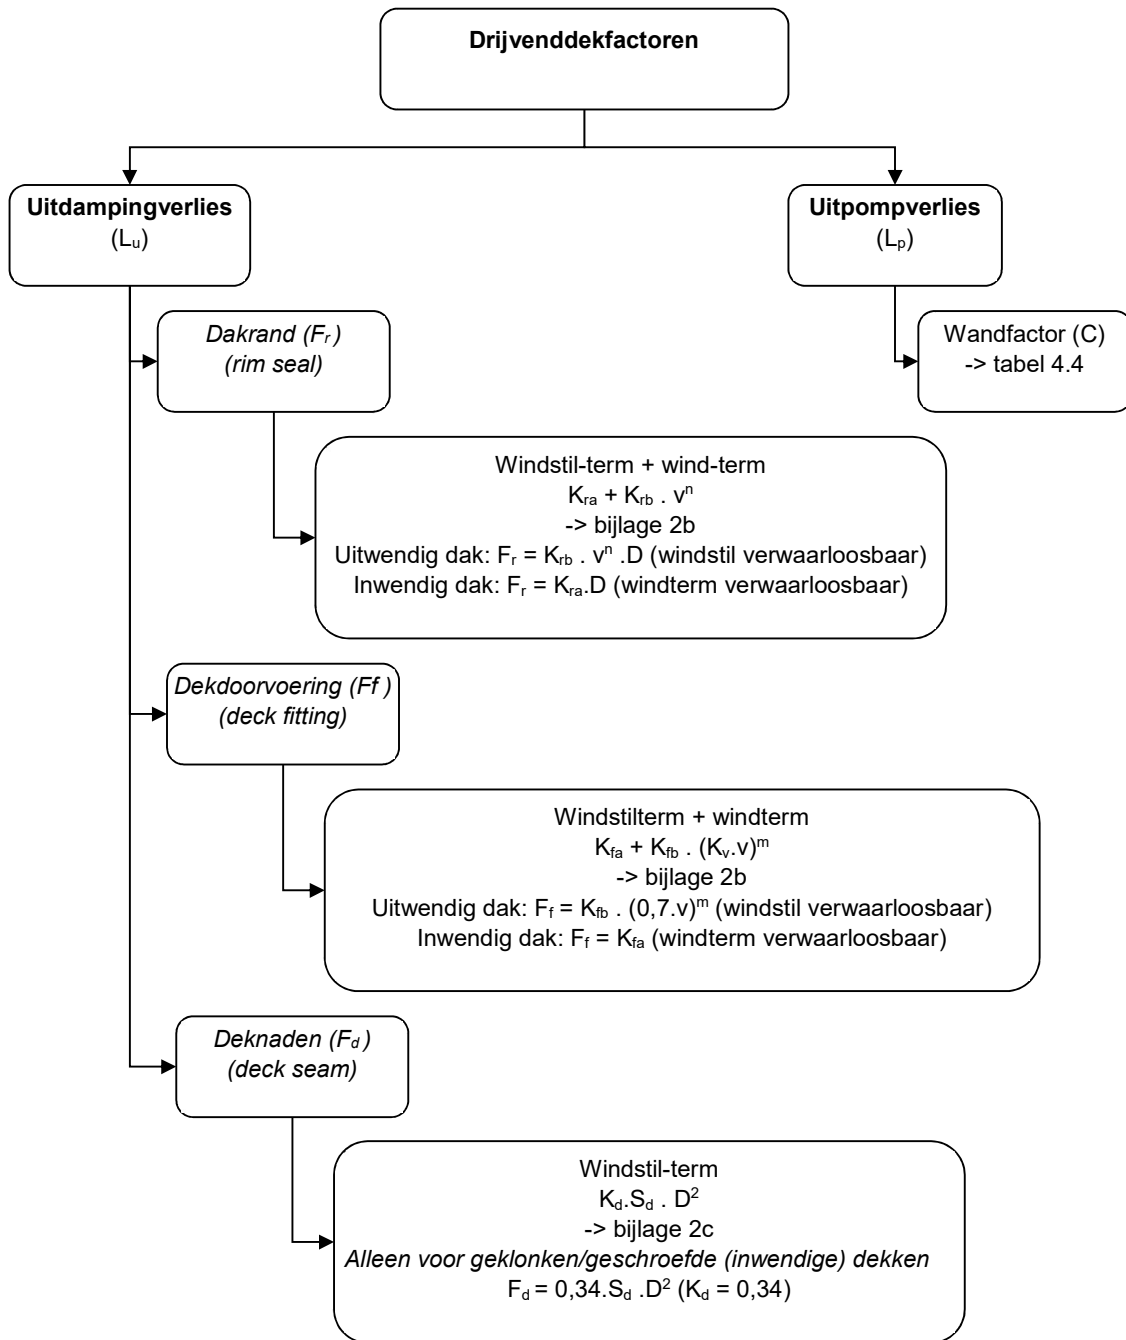 Drijvenddekfactoren
Uitdampingverlies
(Lu)
Uitpompverlies
(Lp)
Dakrand (Fr)
(rim seal)
Wandfactor (C)
-> tabel 4.4
Windstil-term + wind-term
Kra + Krb . vⁿ
-> bijlage 2b
Uitwendig dak: Fr = Krb . vⁿ .D (windstil verwaarloosbaar)
Inwendig dak: Fr = Kra.D (windterm verwaarloosbaar)
Dekdoorvoering (Ff )
(deck fitting)
Windstilterm + windterm
Kfa + Kfb . (Kv.v)ᵐ
-> bijlage 2b
Uitwendig dak: Ff = Kfb . (0,7.v)ᵐ (windstil verwaarloosbaar)
Inwendig dak: Ff = Kfa (windterm verwaarloosbaar)
Deknaden (Fd )
(deck seam)
Windstil-term
Kd.Sd . D²
-> bijlage 2c
Alleen voor geklonken/geschroefde (inwendige) dekken
Fd = 0,34.Sd .D² (Kd = 0,34)